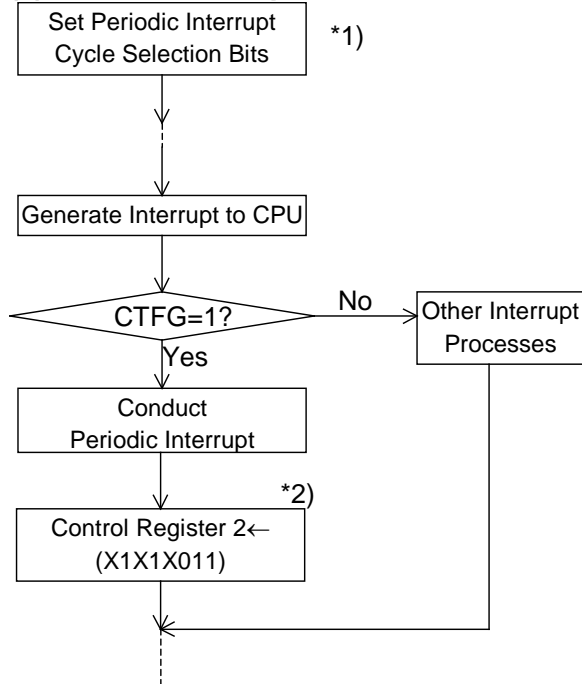 Set Periodic Interrupt
Cycle Selection Bits
*1)
Generate Interrupt to CPU
CTFG=1?
No
Other Interrupt
Processes
Yes
Conduct
Periodic Interrupt
*2)
Control Register 2←
(X1X1X011)